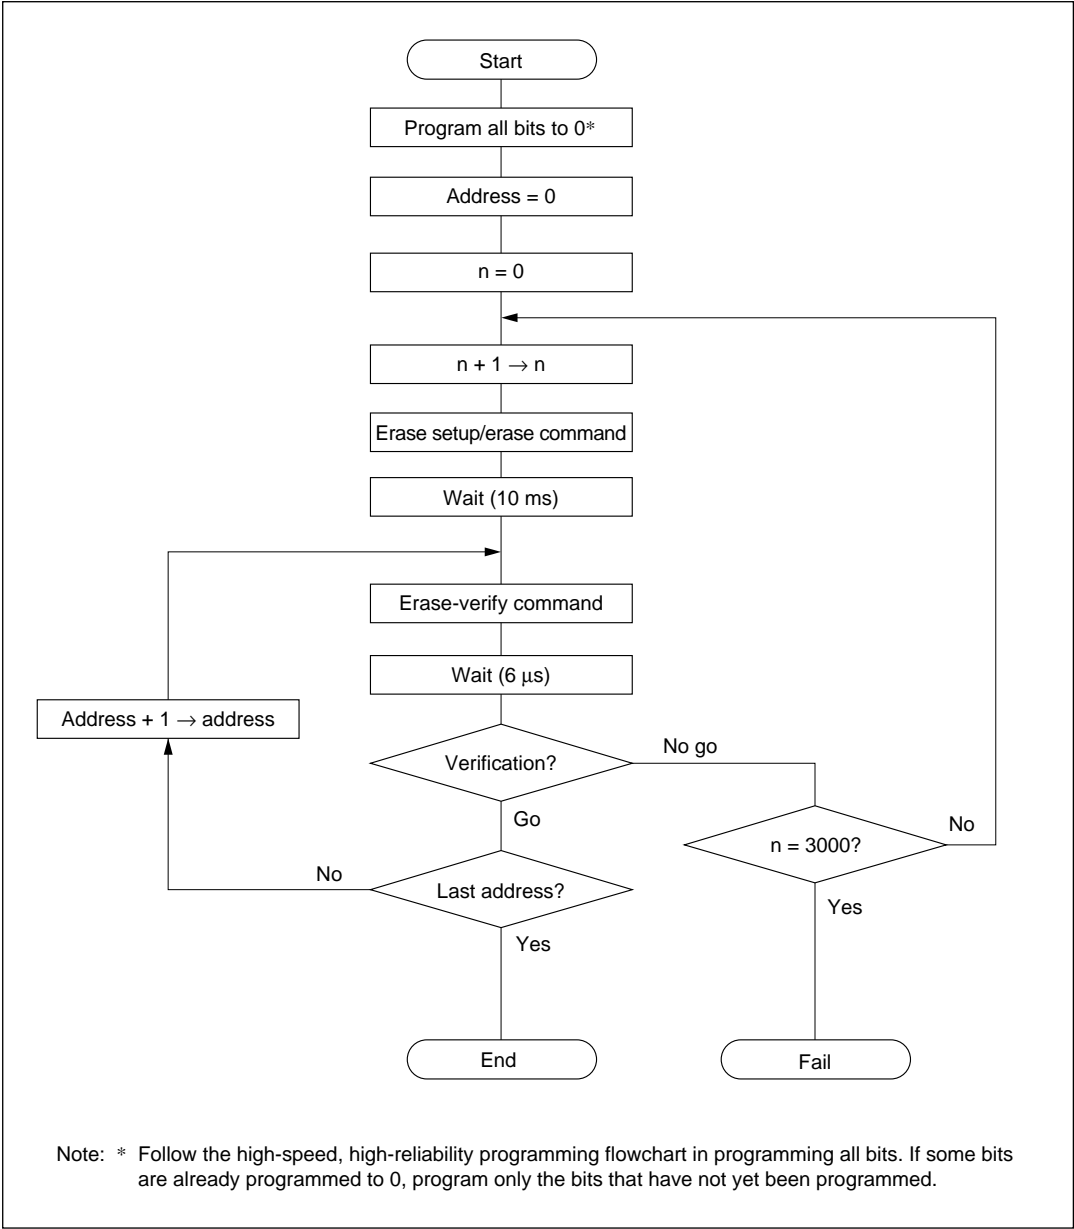 Start
Program all bits to 0*
Address = 0
n = 0
n + 1 → n
Erase setup/erase command
Wait (10 ms)
Erase-verify command
Wait (6 μs)
Address + 1 → address
Verification?
No go
Go
n = 3000?
No
No
Last address?
Yes
Yes
End
Fail
Note: * Follow the high-speed, high-reliability programming flowchart in programming all bits. If some bits
are already programmed to 0, program only the bits that have not yet been programmed.